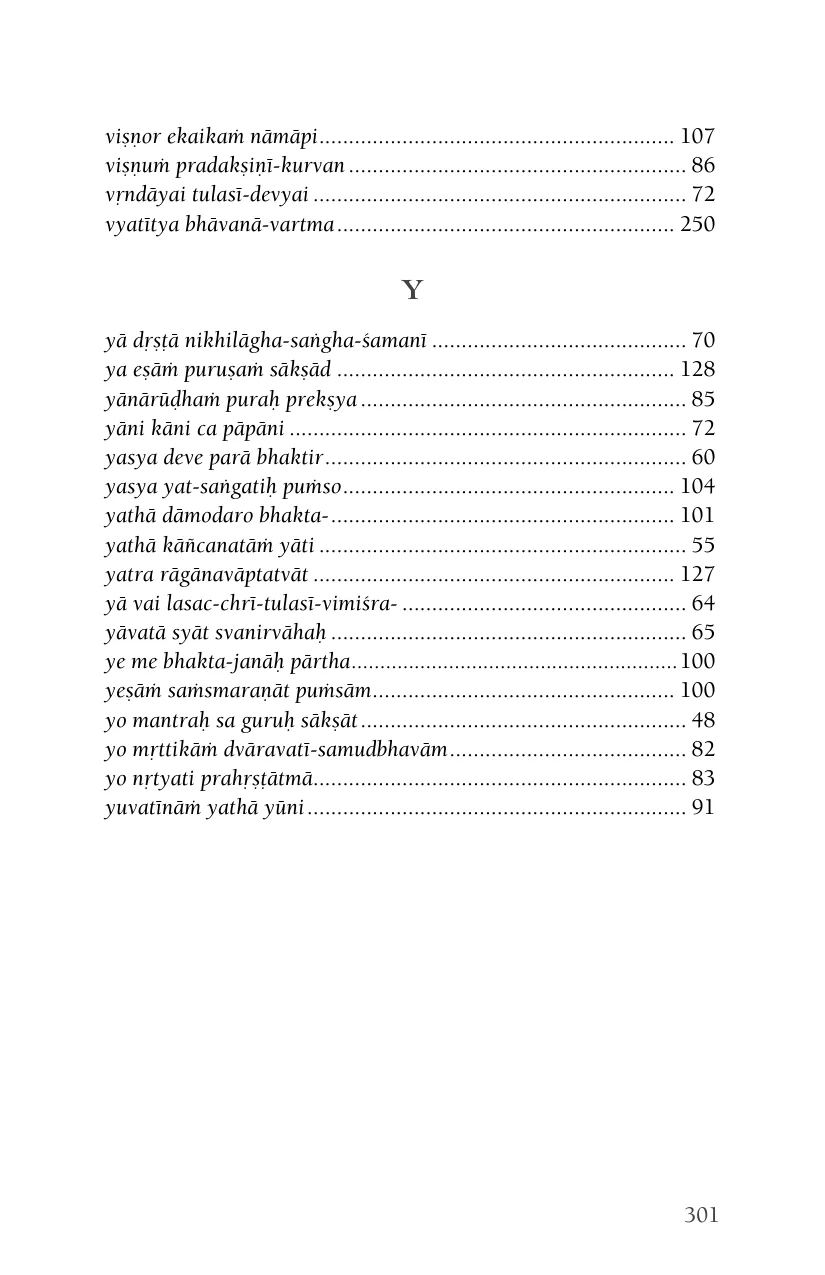 viṣṇor ekaikaṁ nāmāpi............................................................ 107
viṣṇuṁ pradakṣiṇī-kurvan ......................................................... 86
vṛndāyai tulasī-devyai ............................................................... 72
vyatītya bhāvanā-vartma......................................................... 250
Y
yā dṛṣṭā nikhilāgha-saṅgha-śamanī ........................................... 70
ya eṣāṁ puruṣaṁ sākṣād ......................................................... 128
yānārūḍhaṁ puraḥ prekṣya ....................................................... 85
yāni kāni ca pāpāni ................................................................... 72
yasya deve parā bhaktir............................................................. 60
yasya yat-saṅgatiḥ puṁso........................................................ 104
yathā dāmodaro bhakta-.......................................................... 101
yathā kāñcanatāṁ yāti .............................................................. 55
yatra rāgānavāptatvāt ............................................................. 127
yā vai lasac-chrī-tulasī-vimiśra- ................................................ 64
yāvatā syāt svanirvāhaḥ ............................................................ 65
ye me bhakta-janāḥ pārtha.......................................................100
yeṣāṁ saṁsmaraṇāt puṁsām................................................... 100
yo mantraḥ sa guruḥ sākṣāt ....................................................... 48
yo mṛttikāṁ dvāravatī-samudbhavām........................................ 82
yo nṛtyati prahṛṣṭātmā............................................................... 83
yuvatīnāṁ yathā yūni ................................................................ 91
301